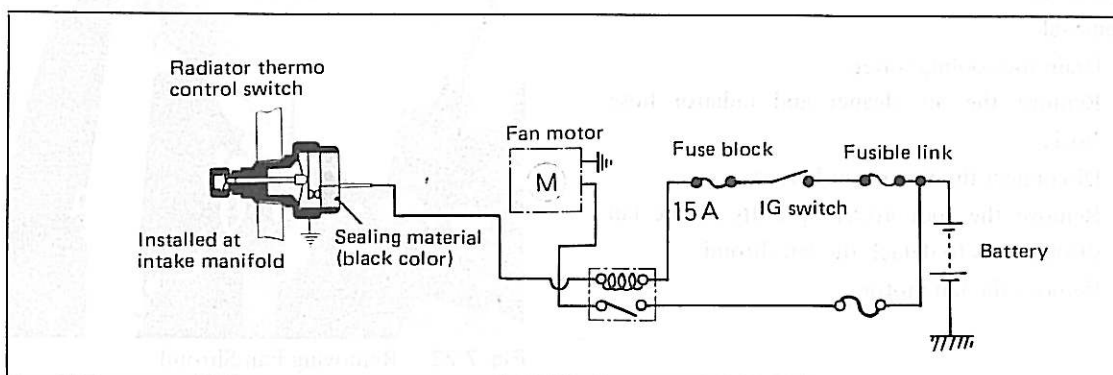 Radiator thermo
control switch
Fan motor
Fuse block
Fusible link
M
15A
IG switch
Installed at
intake manifold
Sealing material
(black color)
Battery